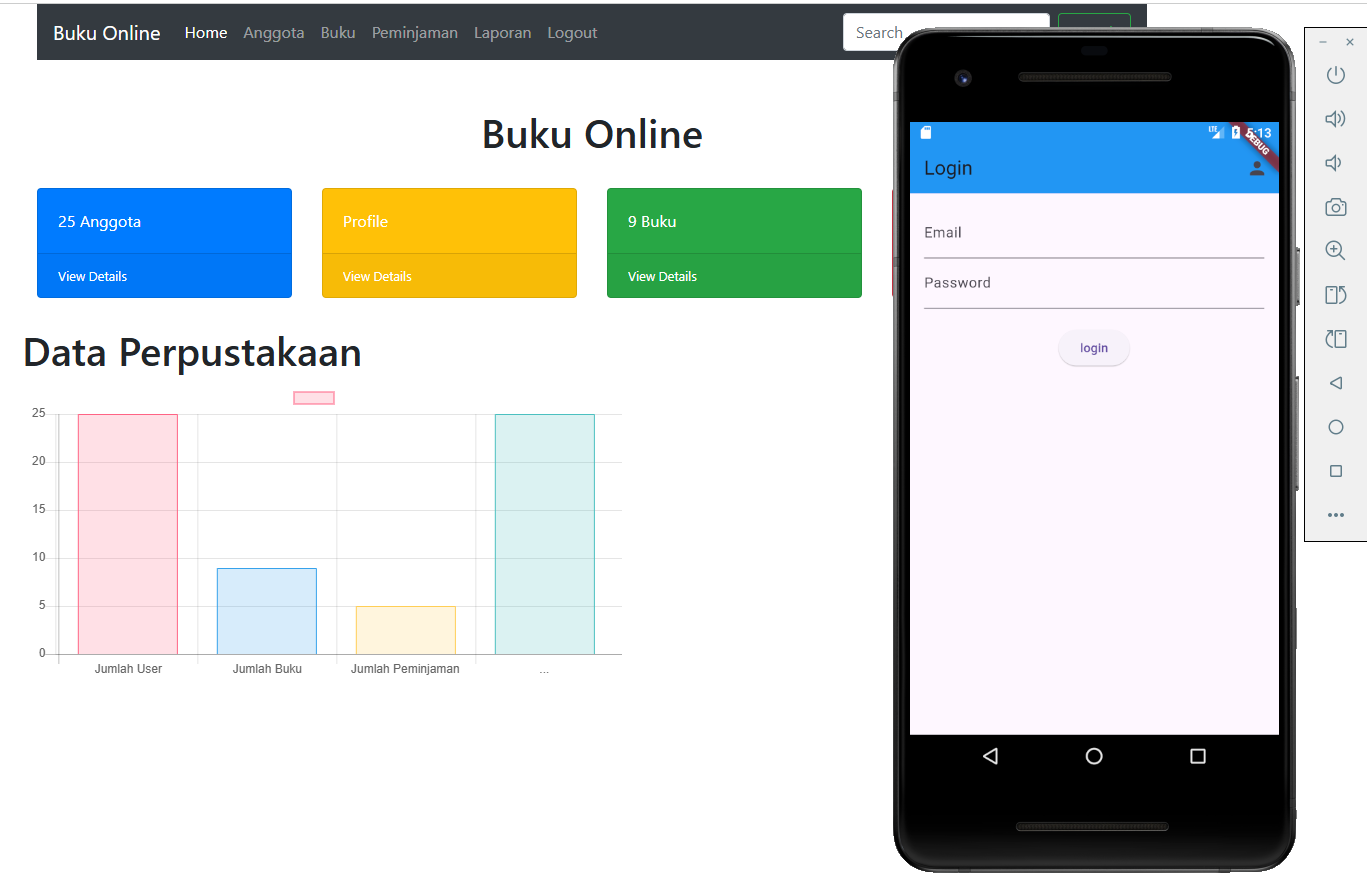 Buku Online Home Anggota Buku Peminjaman Laporan Logout Search
Buku Online
25 Anggota
View Details
Profile
View Details
9 Buku
View Details
Data Perpustakaan
25
20
15
10
5
0
Jumlah User Jumlah Buku Jumlah Peminjaman ...
LTE 5:13
DEBUG
Login
Email
Password
login